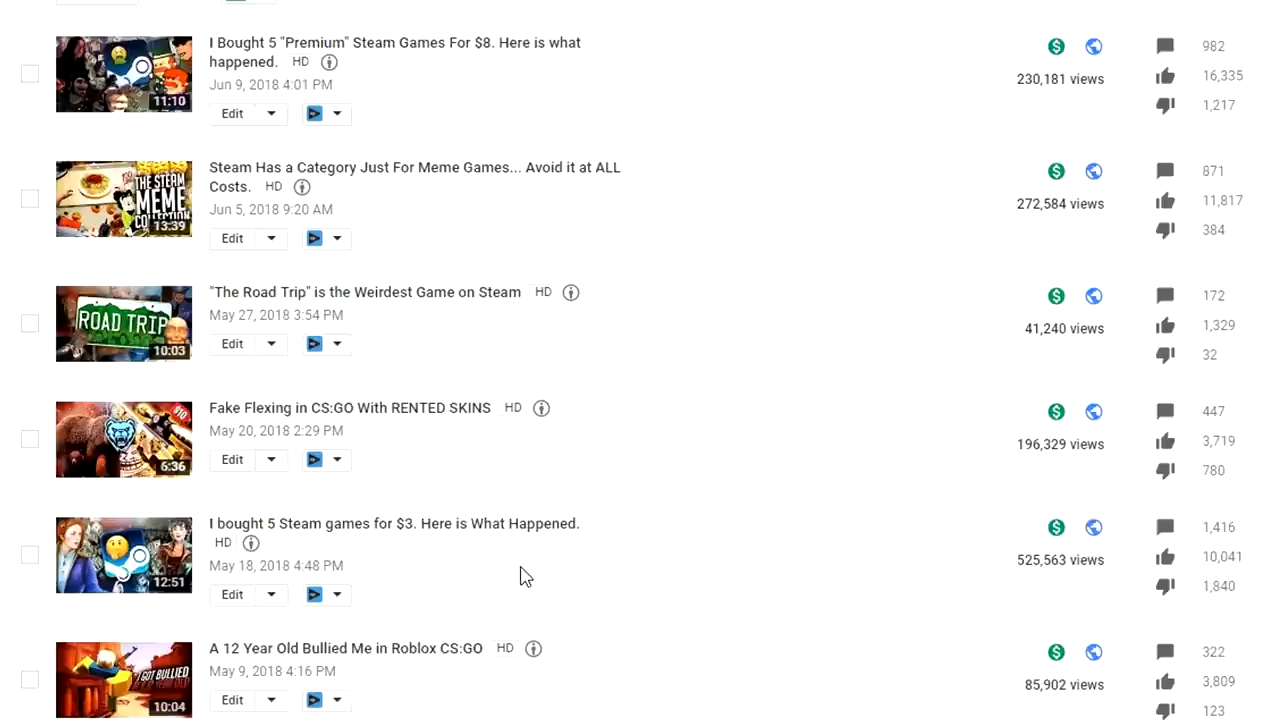 I Bought 5 "Premium" Steam Games For $8. Here is what
happened. HD
Jun 9, 2018 4:01 PM
Edit
11:10
230,181 views
982
16,335
1,217
Steam Has a Category Just For Meme Games... Avoid it at ALL
Costs. HD
Jun 5, 2018 9:20 AM
Edit
THE STEAM
MEME
COLLECTION
13:39
272,584 views
871
11,817
384
"The Road Trip" is the Weirdest Game on Steam HD
May 27, 2018 3:54 PM
Edit
ROAD TRIP
10:03
41,240 views
172
1,329
32
Fake Flexing in CS:GO With RENTED SKINS HD
May 20, 2018 2:29 PM
Edit
$10
6:36
196,329 views
447
3,719
780
I bought 5 Steam games for $3. Here is What Happened.
HD
May 18, 2018 4:48 PM
Edit
12:51
525,563 views
1,416
10,041
1,840
A 12 Year Old Bullied Me in Roblox CS:GO HD
May 9, 2018 4:16 PM
Edit
"I GOT BULLIED
10:04
85,902 views
322
3,809
123